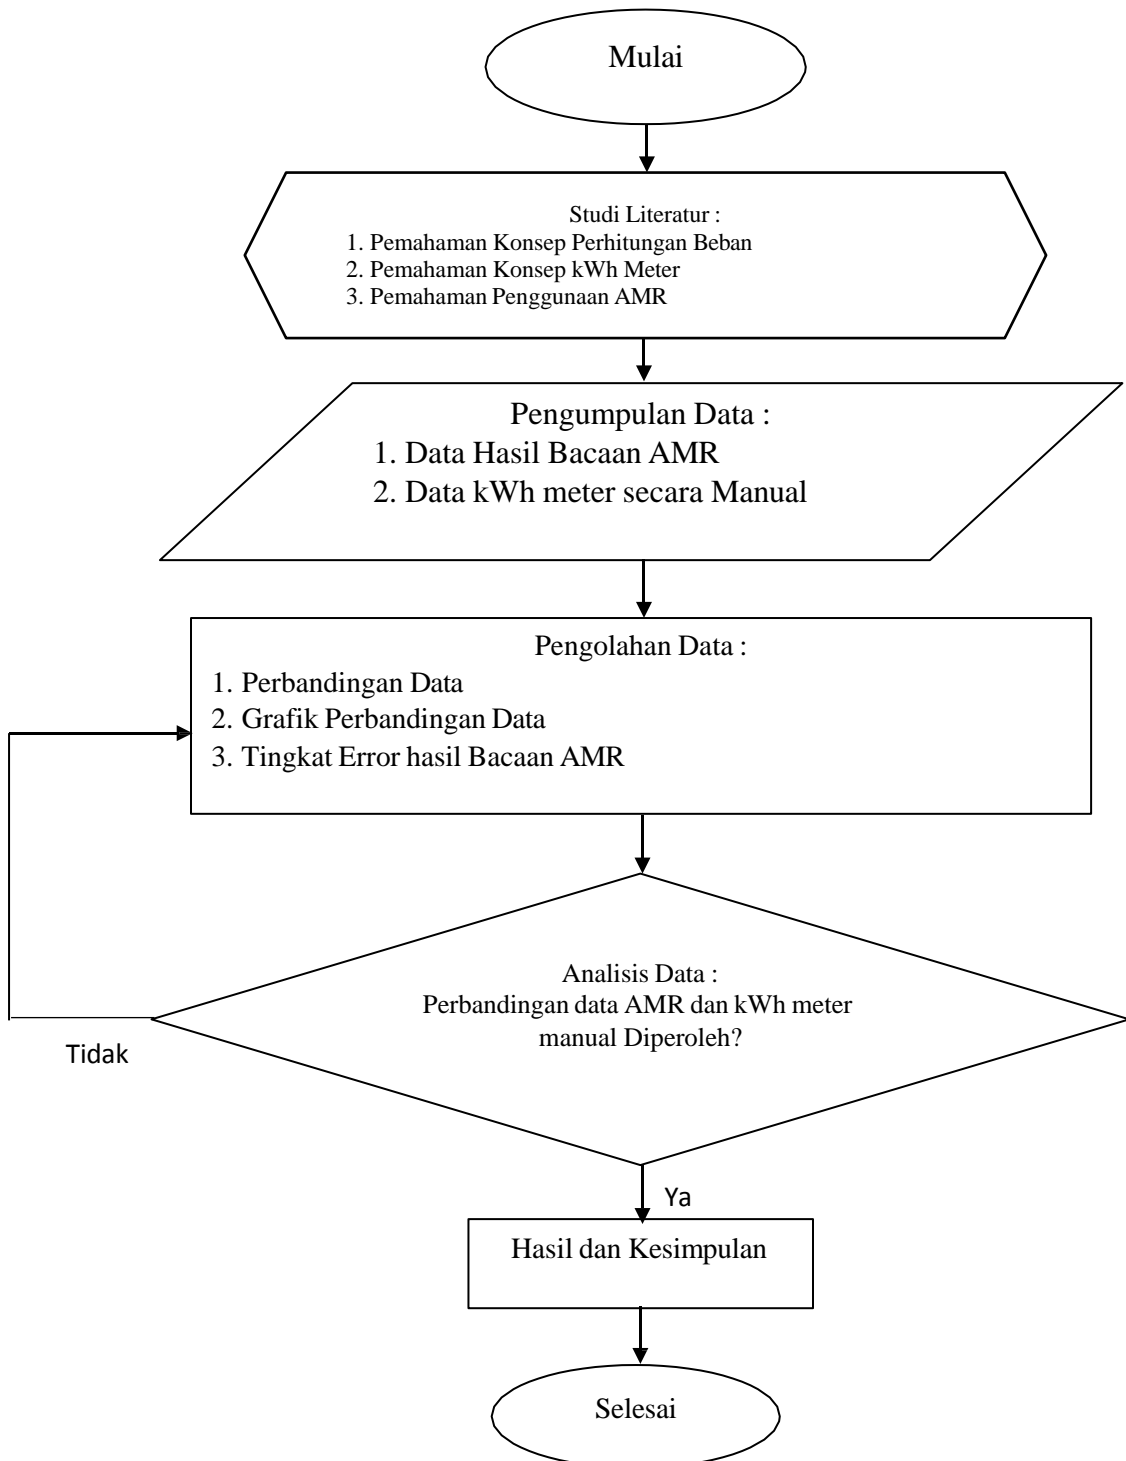 Mulai
Studi Literatur :
1. Pemahaman Konsep Perhitungan Beban
2. Pemahaman Konsep kWh Meter
3. Pemahaman Penggunaan AMR
Pengumpulan Data :
1. Data Hasil Bacaan AMR
2. Data kWh meter secara Manual
Pengolahan Data :
1. Perbandingan Data
2. Grafik Perbandingan Data
3. Tingkat Error hasil Bacaan AMR
Analisis Data :
Perbandingan data AMR dan kWh meter
manual Diperoleh?
Tidak
Ya
Hasil dan Kesimpulan
Selesai